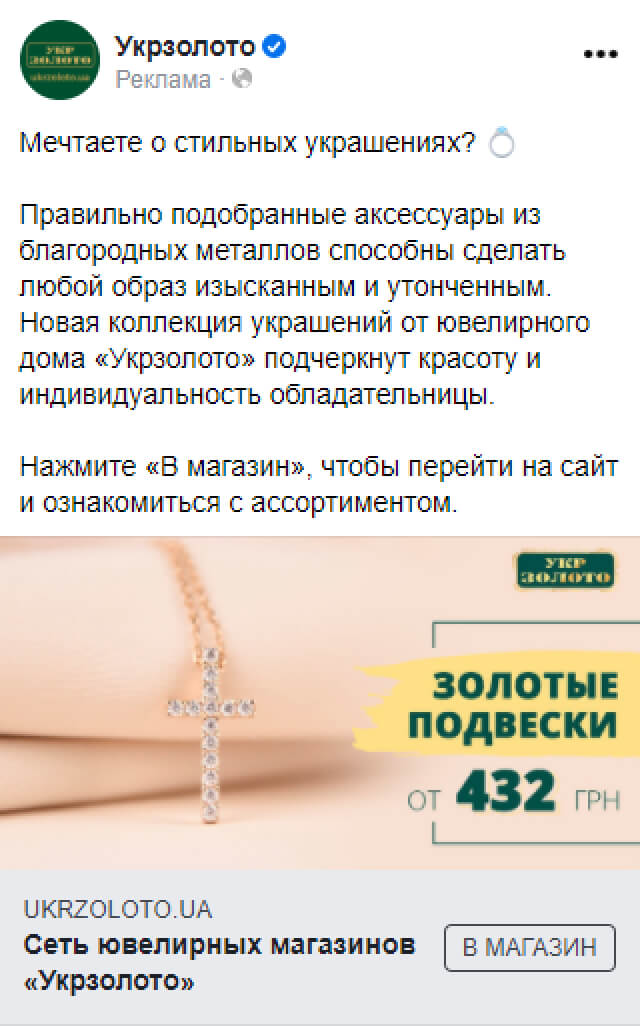 УКР
ЗОЛОТО
ukrzoloto.ua
Укрзолото
Реклама ·
Мечтаете о стильных украшениях? 💍
Правильно подобранные аксессуары из
благородных металлов способны сделать
любой образ изысканным и утонченным.
Новая коллекция украшений от ювелирного
дома «Укрзолото» подчеркнут красоту и
индивидуальность обладательницы.
Нажмите «В магазин», чтобы перейти на сайт
и ознакомиться с ассортиментом.
УКР
ЗОЛОТО
ЗОЛОТЫЕ
ПОДВЕСКИ
ОТ 432 ГРН
UKRZOLOTO.UA
Сеть ювелирных магазинов
«Укрзолото»
В МАГАЗИН